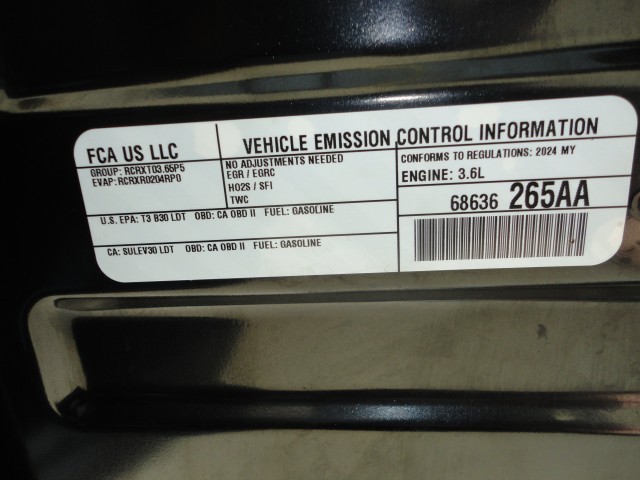 FCA US LLC
GROUP: RCRXT03.65P5
EVAP: RCRXR0204RP0
VEHICLE EMISSION CONTROL INFORMATION
NO ADJUSTMENTS NEEDED
EGR / EGRC
HO2S / SFI
TWC
CONFORMS TO REGULATIONS: 2024 MY
ENGINE: 3.6L
68636 265AA
U.S. EPA: T3 B30 LDT OBD: CA OBD II FUEL: GASOLINE
CA: SULEV30 LDT OBD: CA OBD II FUEL: GASOLINE